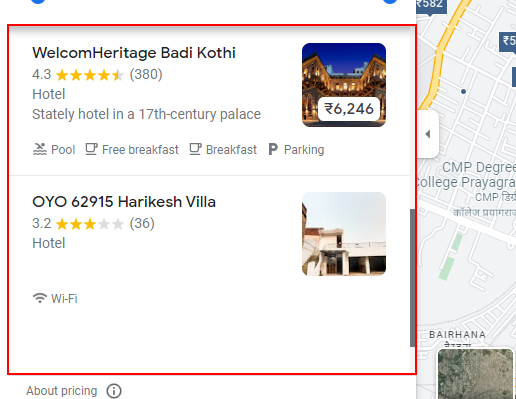 WelcomHeritage Badi Kothi
4.3 (380)
Hotel
Stately hotel in a 17th-century palace
₹6,246
Pool Free breakfast Breakfast Parking
OYO 62915 Harikesh Villa
3.2 (36)
Hotel
Wi-Fi
About pricing
₹582
CMP Degree
College Prayagra
CMP डिग्री
कॉलेज प्रयागराज
BAIRHANA